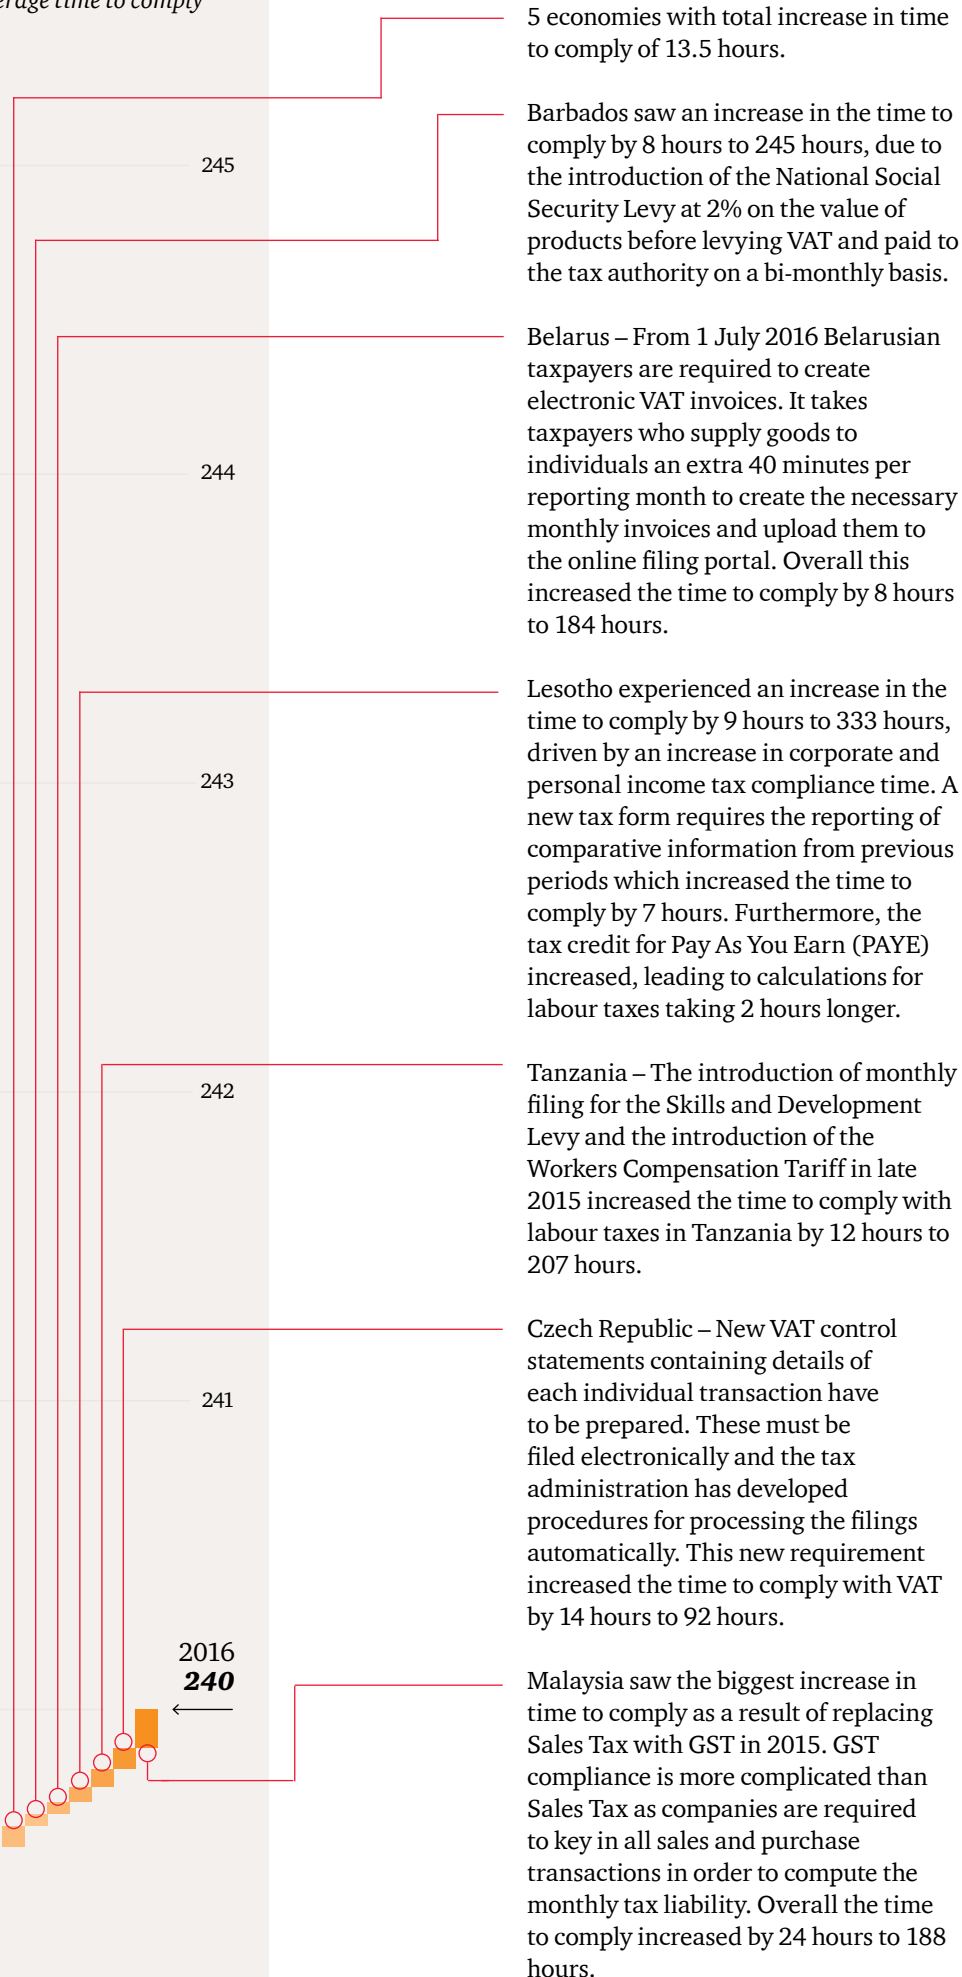 time to comply
5 economies with total increase in time
to comply of 13.5 hours.
Barbados saw an increase in the time to
comply by 8 hours to 245 hours, due to
the introduction of the National Social
Security Levy at 2% on the value of
products before levying VAT and paid to
the tax authority on a bi-monthly basis.
245
Belarus – From 1 July 2016 Belarusian
taxpayers are required to create
electronic VAT invoices. It takes
taxpayers who supply goods to
individuals an extra 40 minutes per
reporting month to create the necessary
monthly invoices and upload them to
the online filing portal. Overall this
increased the time to comply by 8 hours
to 184 hours.
244
Lesotho experienced an increase in the
time to comply by 9 hours to 333 hours,
driven by an increase in corporate and
personal income tax compliance time. A
new tax form requires the reporting of
comparative information from previous
periods which increased the time to
comply by 7 hours. Furthermore, the
tax credit for Pay As You Earn (PAYE)
increased, leading to calculations for
labour taxes taking 2 hours longer.
243
Tanzania – The introduction of monthly
filing for the Skills and Development
Levy and the introduction of the
Workers Compensation Tariff in late
2015 increased the time to comply with
labour taxes in Tanzania by 12 hours to
207 hours.
242
Czech Republic – New VAT control
statements containing details of
each individual transaction have
to be prepared. These must be
filed electronically and the tax
administration has developed
procedures for processing the filings
automatically. This new requirement
increased the time to comply with VAT
by 14 hours to 92 hours.
241
2016
240
Malaysia saw the biggest increase in
time to comply as a result of replacing
Sales Tax with GST in 2015. GST
compliance is more complicated than
Sales Tax as companies are required
to key in all sales and purchase
transactions in order to compute the
monthly tax liability. Overall the time
to comply increased by 24 hours to 188
hours.